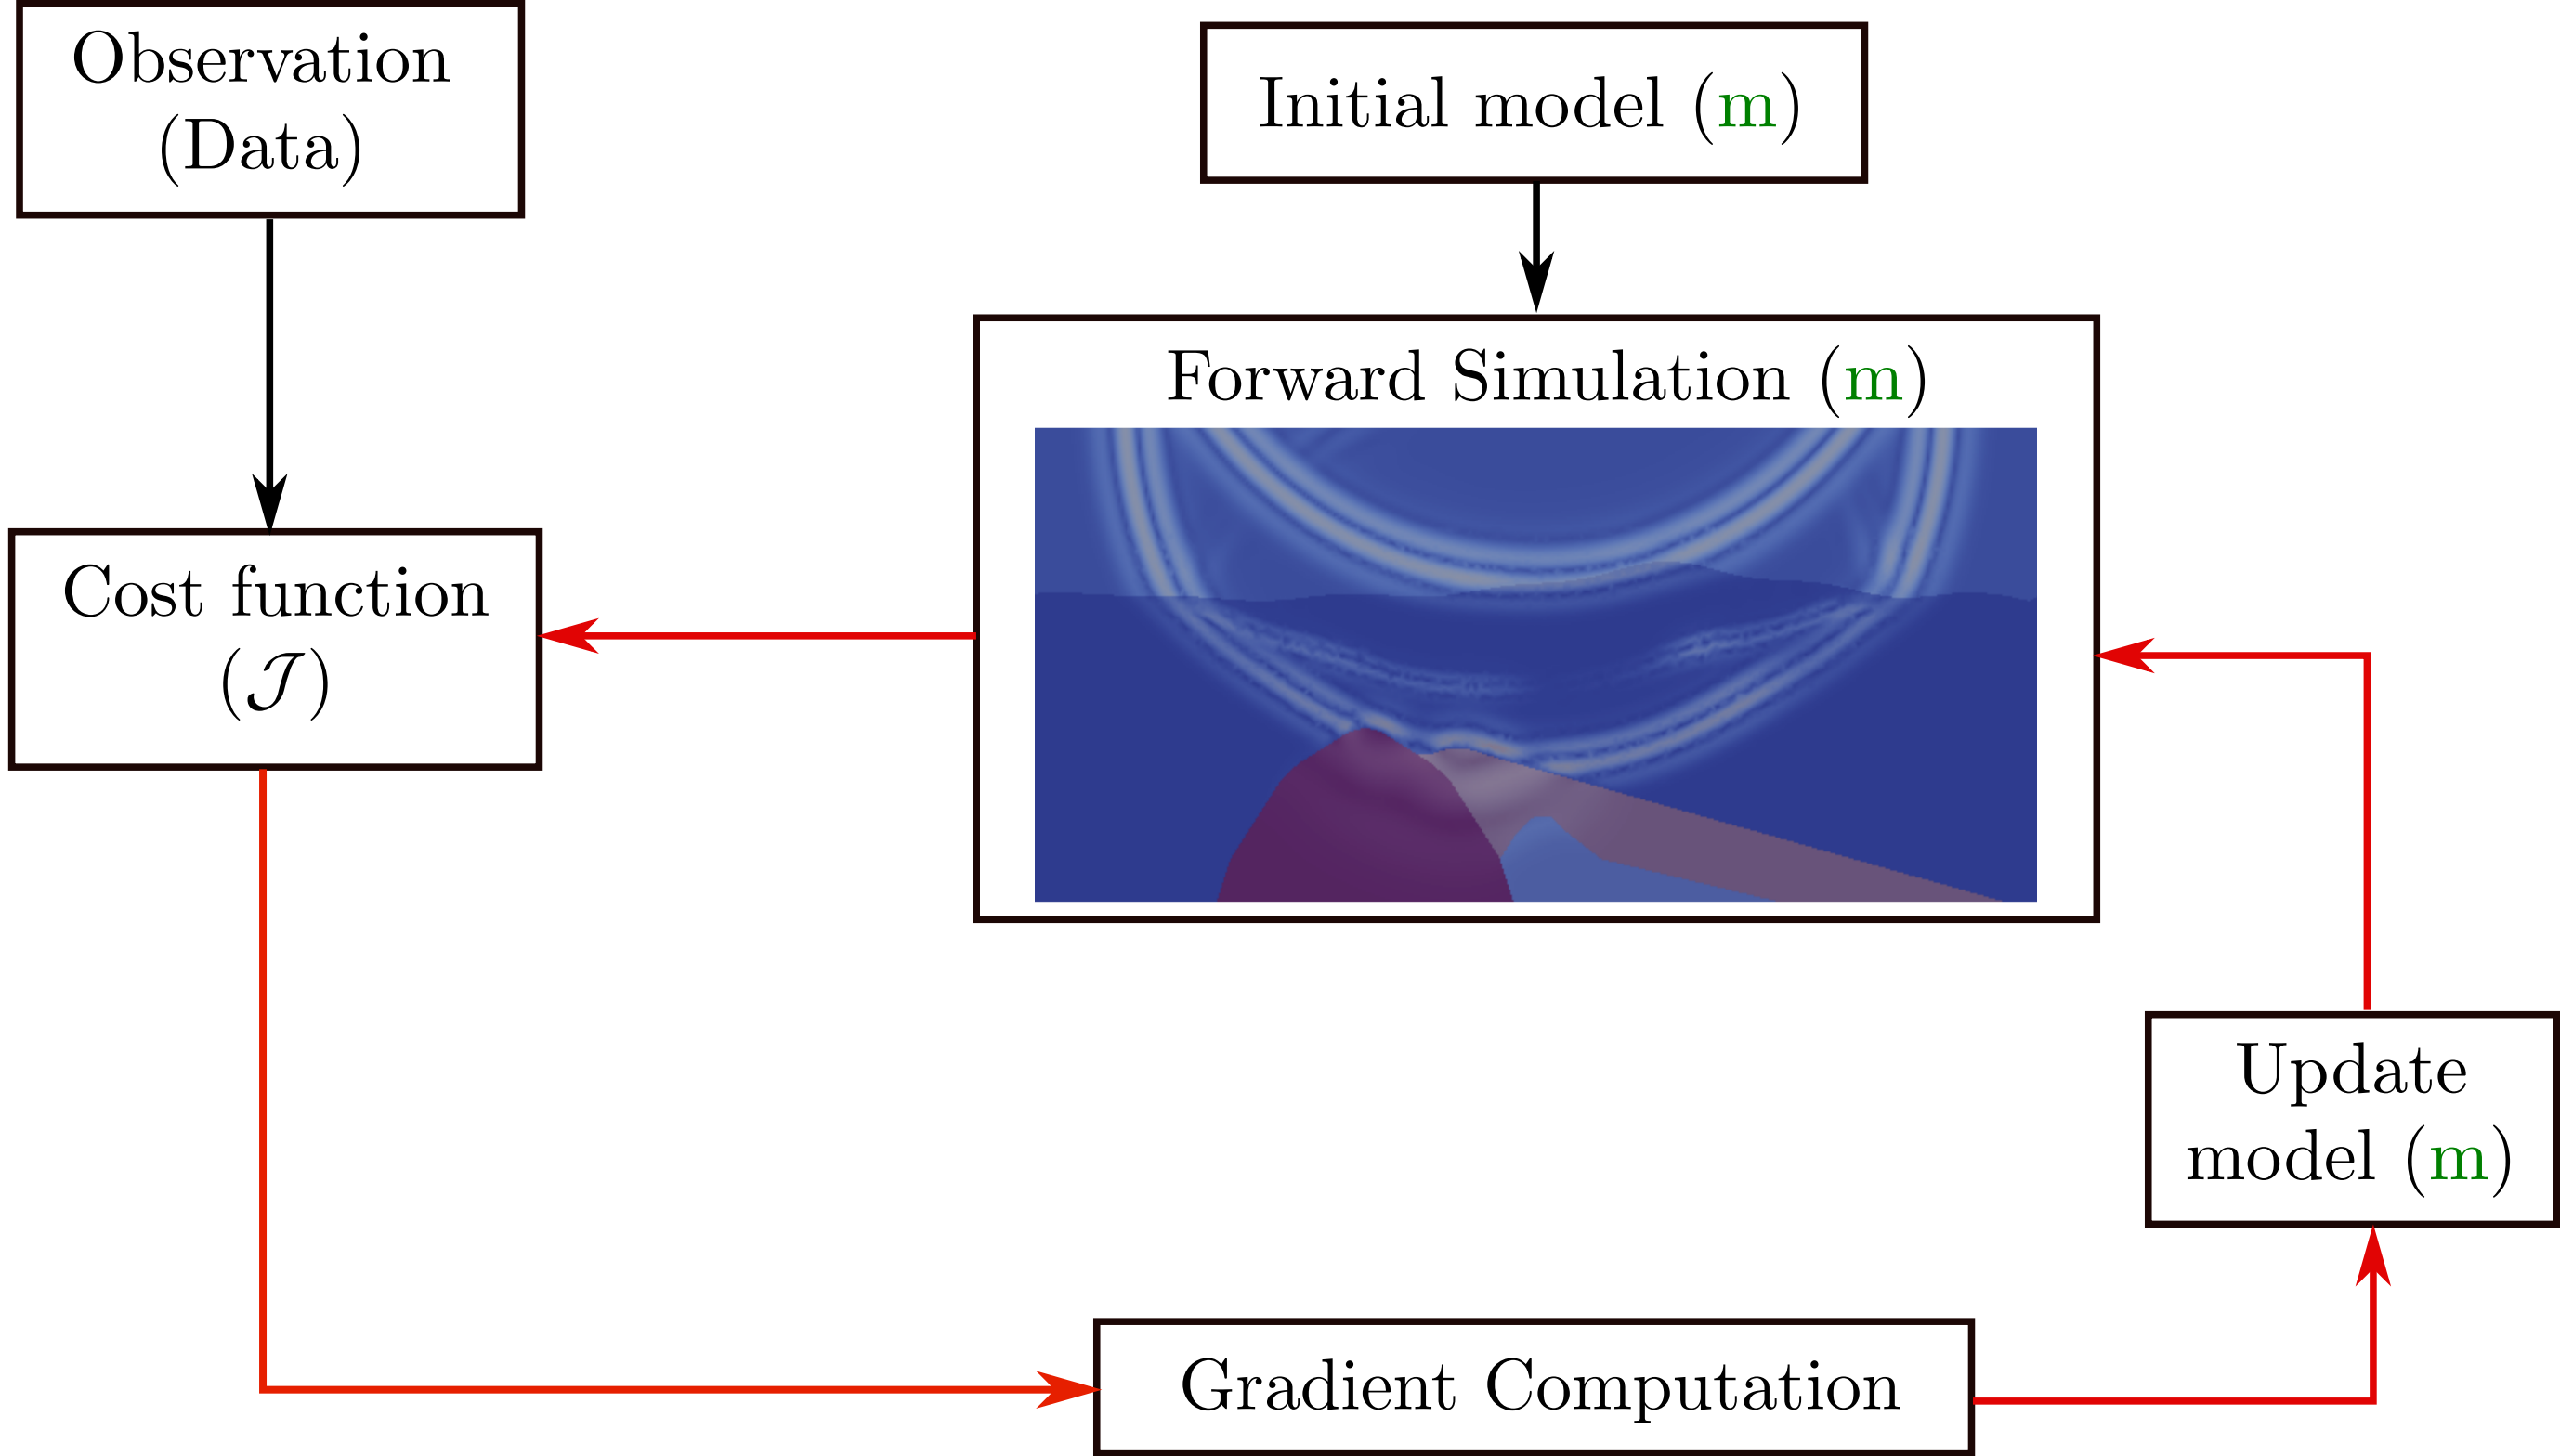 Observation
(Data)
Initial model (m)
Forward Simulation (m)
Cost function
(𝒥)
Update
model (m)
Gradient Computation